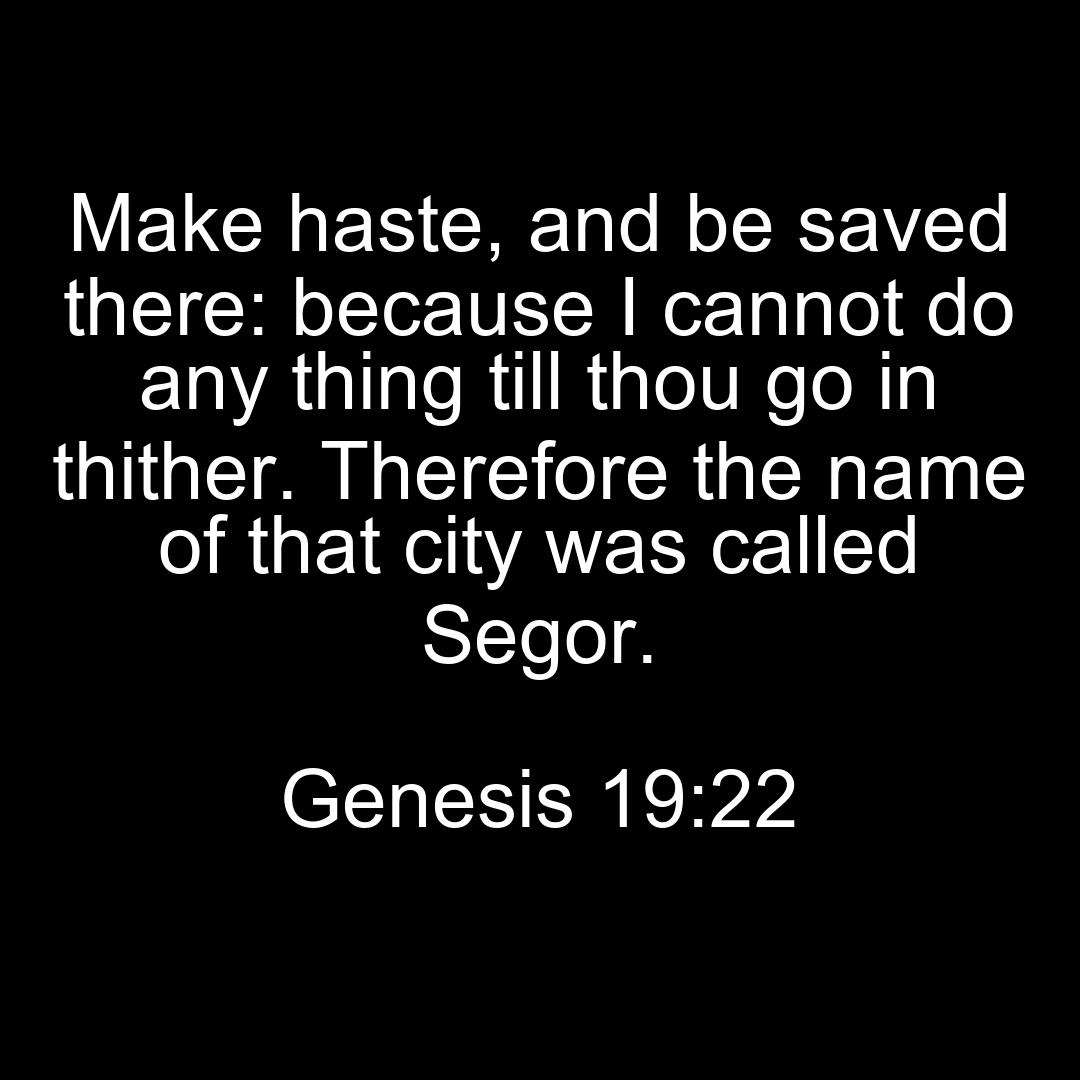 Make haste, and be saved
there: because I cannot do
any thing till thou go in
thither. Therefore the name
of that city was called
Segor.
Genesis 19:22